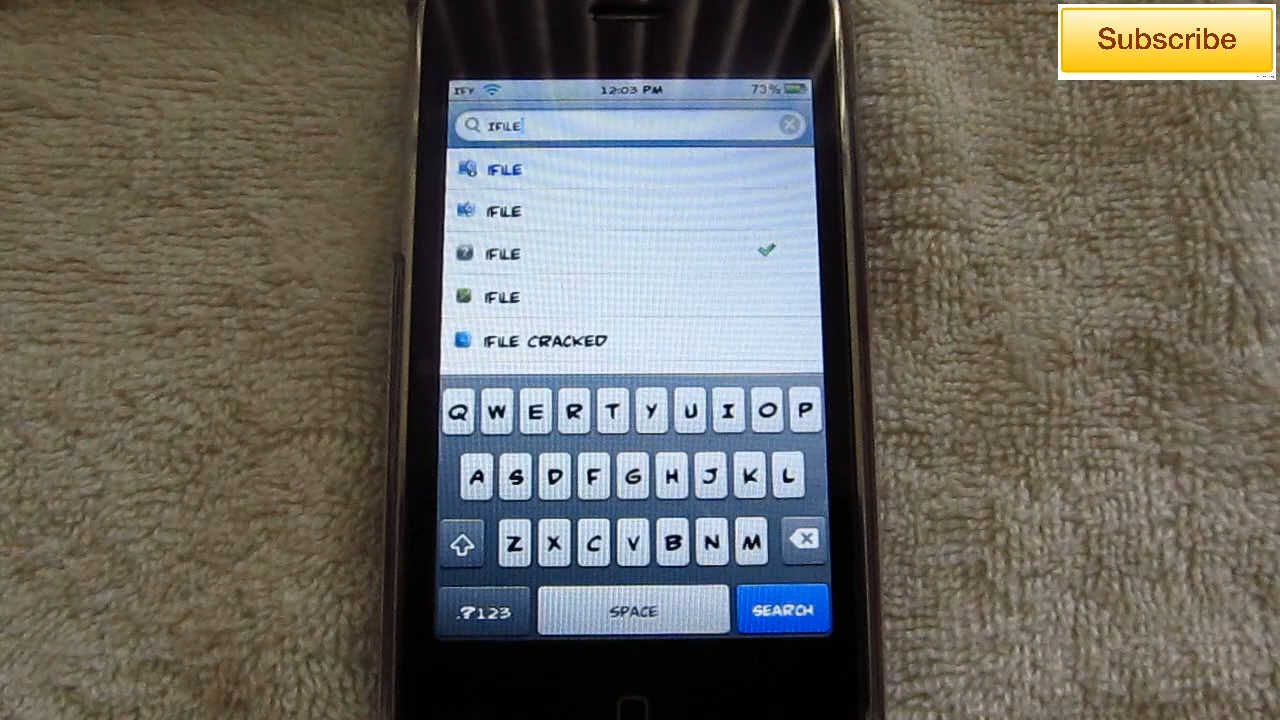 Subscribe
IFY 12:03 PM 73%
IFILE
IFILE
IFILE
IFILE
IFILE
IFILE CRACKED
Q W E R T Y U I O P
A S D F G H J K L
Z X C V B N M
.?123 SPACE SEARCH